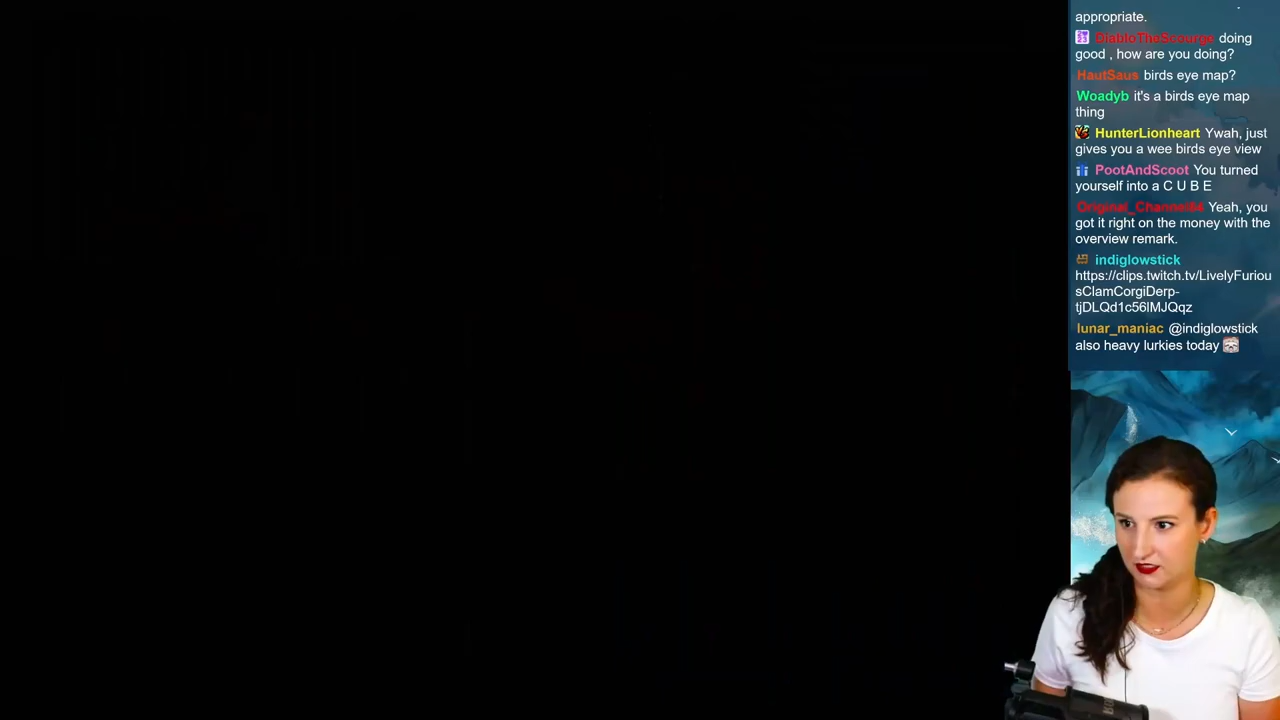 appropriate.
DiabloTheScourge doing
good , how are you doing?
HautSaus birds eye map?
Woadyb it's a birds eye map
thing
HunterLionheart Ywah, just
gives you a wee birds eye view
PootAndScoot You turned
yourself into a C U B E
Original_Channel64 Yeah, you
got it right on the money with the
overview remark.
indiglowstick
https://clips.twitch.tv/LivelyFuriou
sClamCorgiDerp-
tjDLQd1c56lMJQqz
lunar_maniac @indiglowstick
also heavy lurkies today